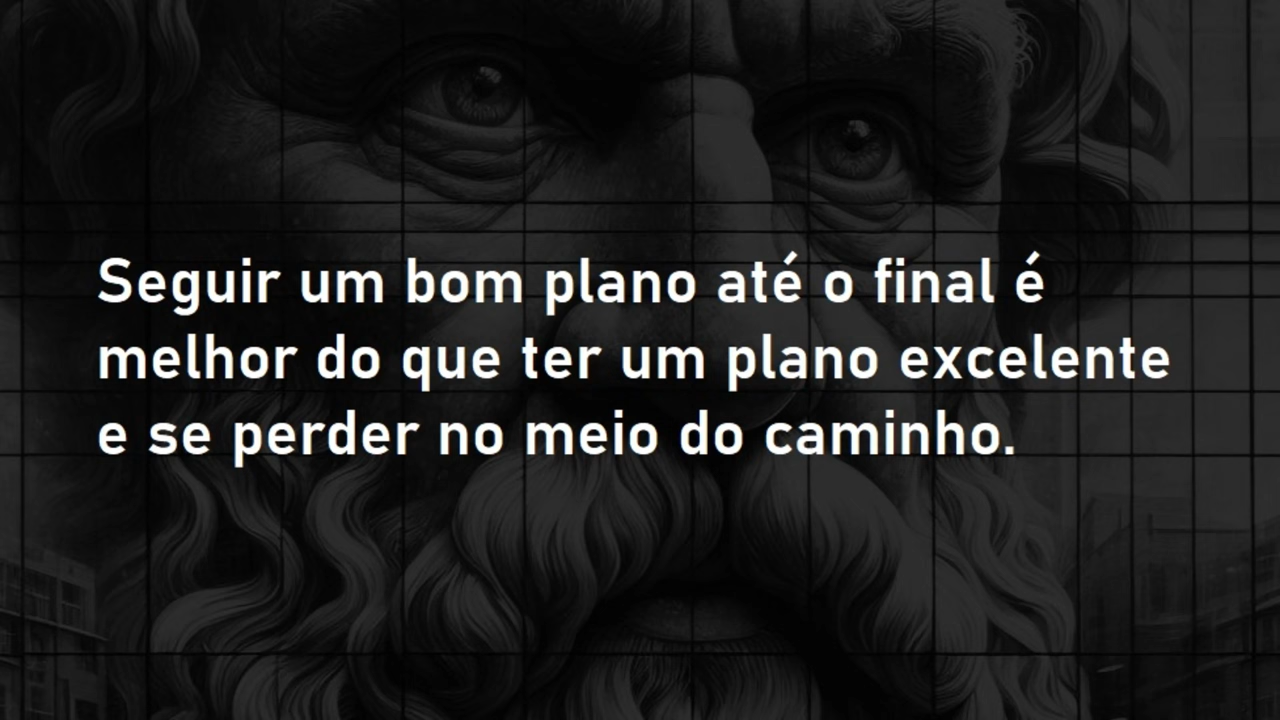 Seguir um bom plano até o final é
melhor do que ter um plano excelente
e se perder no meio do caminho.